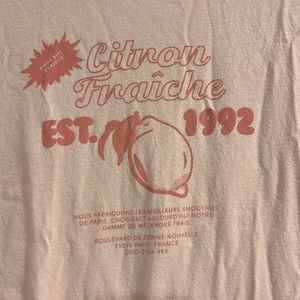 Citron
Fraîche
EST. 1992
NOUS FABRIQUONS LES MEILLEURS SMOOTHIES
DE PARIS. CHOISISSEZ AUJOURD'HUI NOTRE
GAMME DE MÉLANGES FRAIS.
BOULEVARD DE BONNE NOUVELLE
75010 PARIS, FRANCE